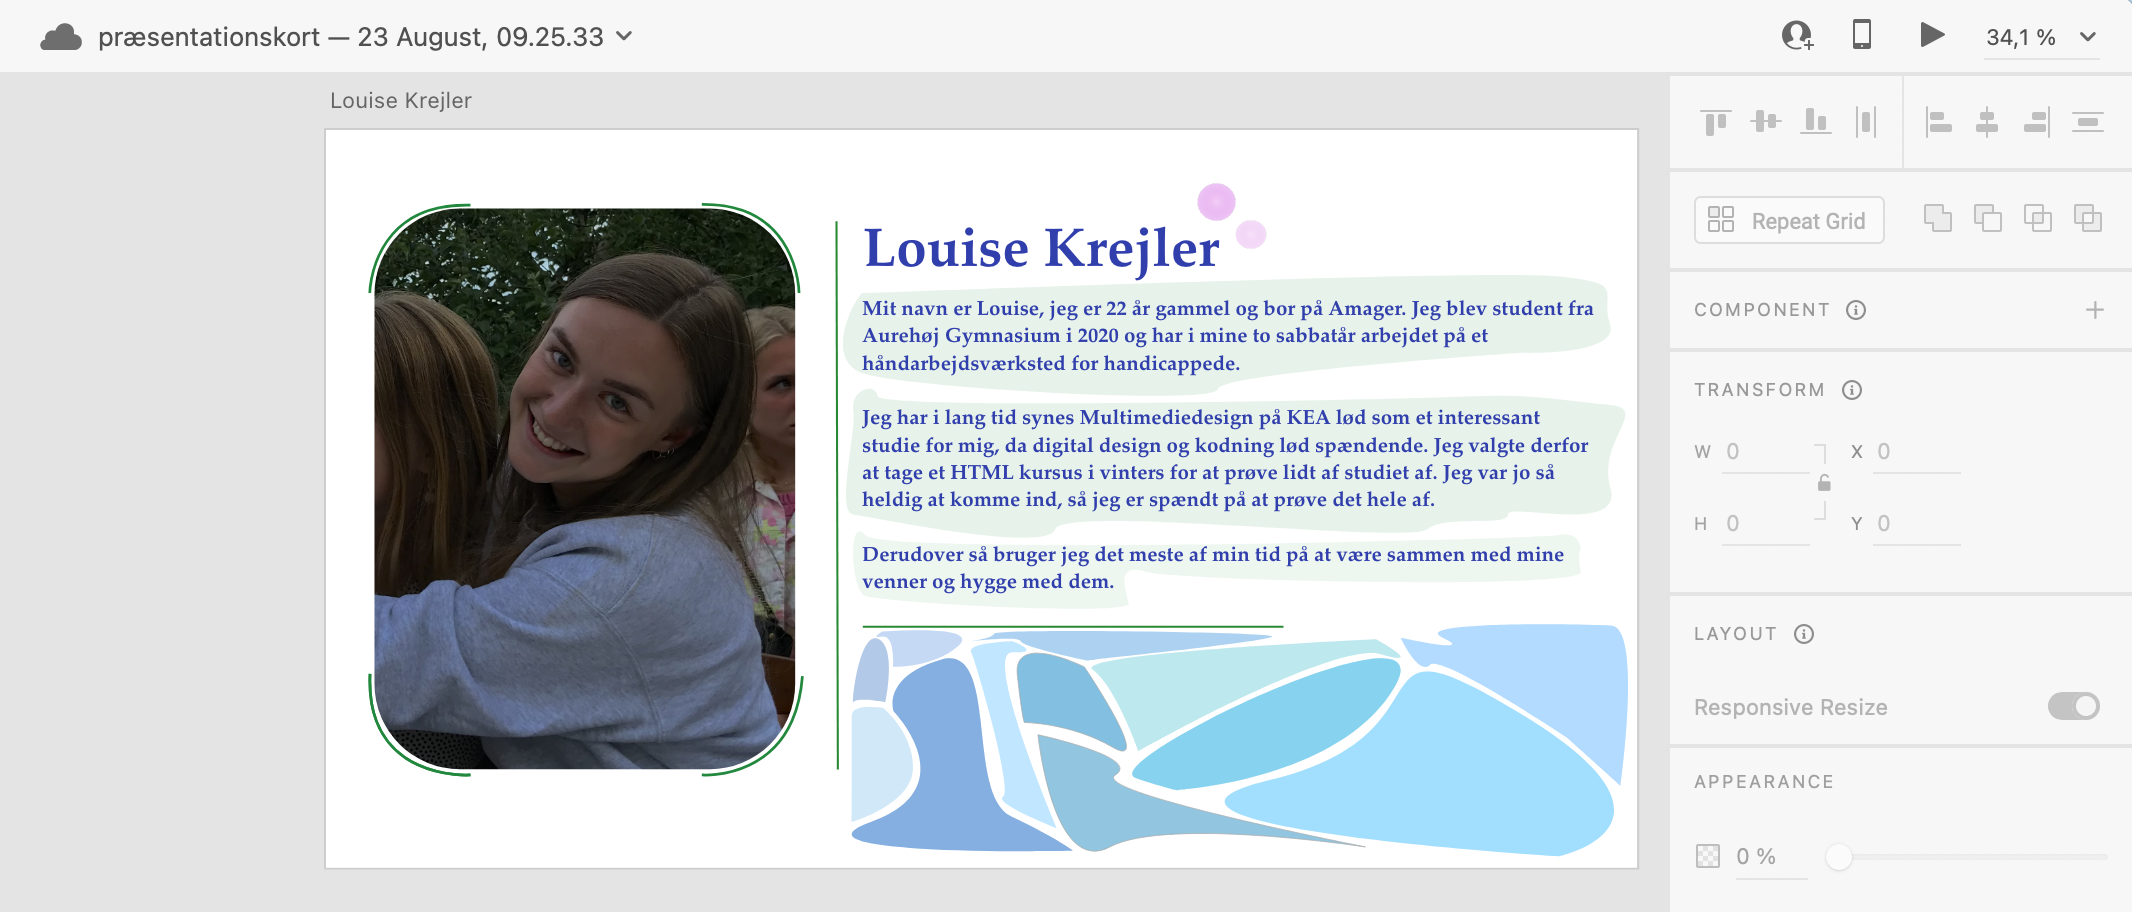 præsentationskort — 23 August, 09.25.33
34,1 %
Louise Krejler
Louise Krejler
Mit navn er Louise, jeg er 22 år gammel og bor på Amager. Jeg blev student fra
Aurehøj Gymnasium i 2020 og har i mine to sabbatår arbejdet på et
håndarbejdsværksted for handicappede.
Jeg har i lang tid synes Multimediedesign på KEA lød som et interessant
studie for mig, da digital design og kodning lød spændende. Jeg valgte derfor
at tage et HTML kursus i vinters for at prøve lidt af studiet af. Jeg var jo så
heldig at komme ind, så jeg er spændt på at prøve det hele af.
Derudover så bruger jeg det meste af min tid på at være sammen med mine
venner og hygge med dem.
Repeat Grid
COMPONENT
TRANSFORM
W 0 X 0
H 0 Y 0
LAYOUT
Responsive Resize
APPEARANCE
0 %